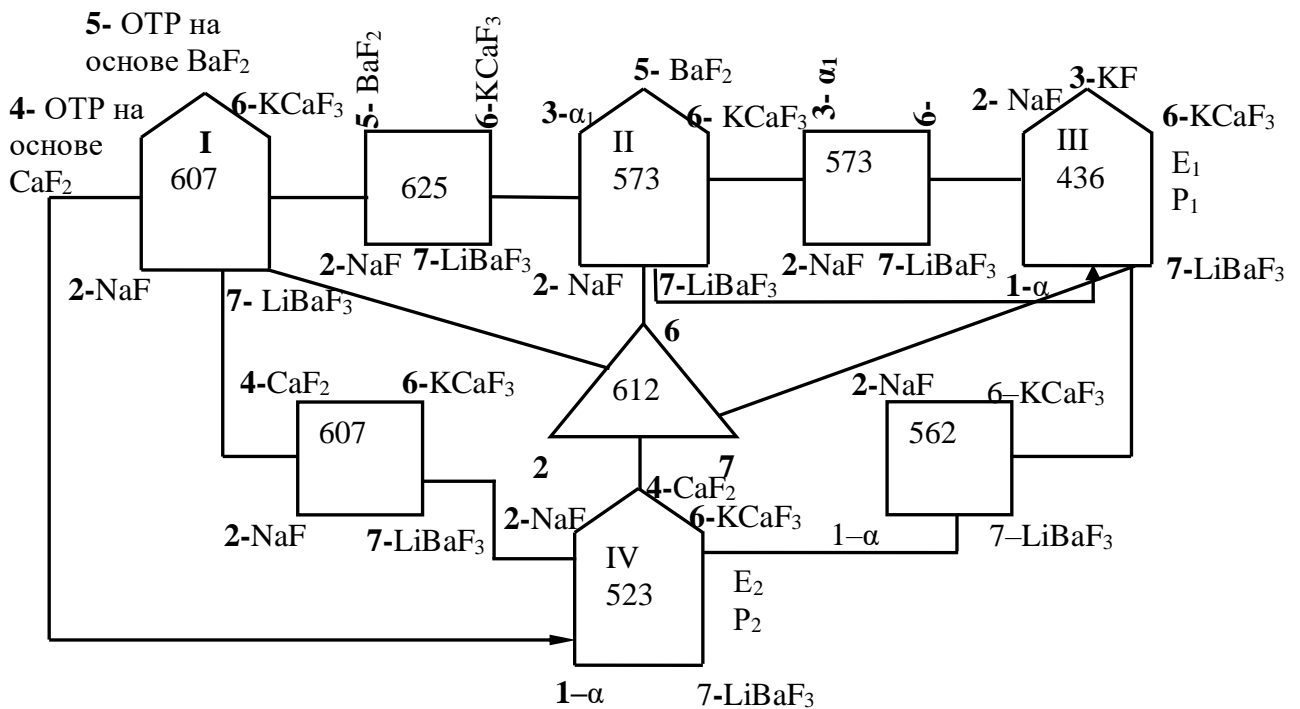 5- ОТР на
основе BaF₂
4- ОТР на
основе
CaF₂
6-KCaF₃
I
607
2-NaF
7- LiBaF₃
5- BaF₂
6-KCaF₃
625
2-NaF
7-LiBaF₃
5- BaF₂
3-α₁
6- KCaF₃
II
573
2- NaF
7-LiBaF₃
3- α₁
6-
573
2-NaF
7-LiBaF₃
3-KF
2- NaF
6-KCaF₃
III
436
E₁
P₁
1-α
7-LiBaF₃
6
612
2
7
4-CaF₂
6-KCaF₃
607
2-NaF
7-LiBaF₃
2-NaF
6–KCaF₃
562
1–α
7–LiBaF₃
4-CaF₂
2-NaF
6-KCaF₃
IV
523
E₂
P₂
1–α
7-LiBaF₃